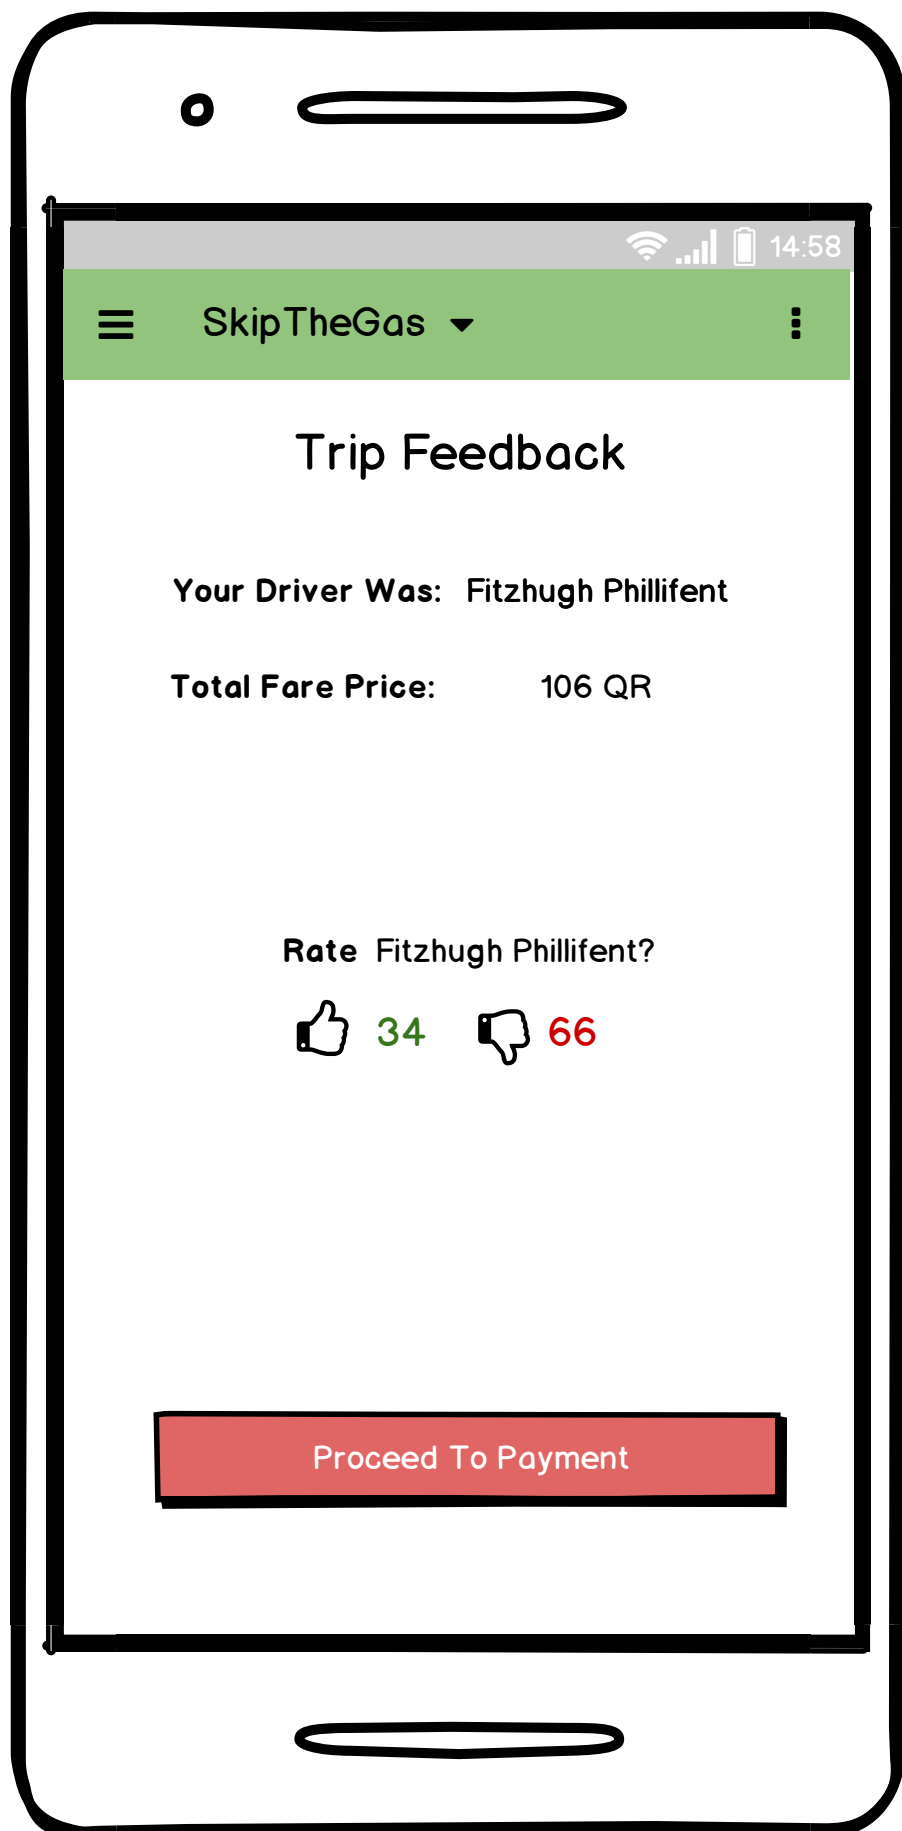 14:58
SkipTheGas
Trip Feedback
Your Driver Was: Fitzhugh Phillifent
Total Fare Price: 106 QR
Rate Fitzhugh Phillifent?
34 66
Proceed To Payment